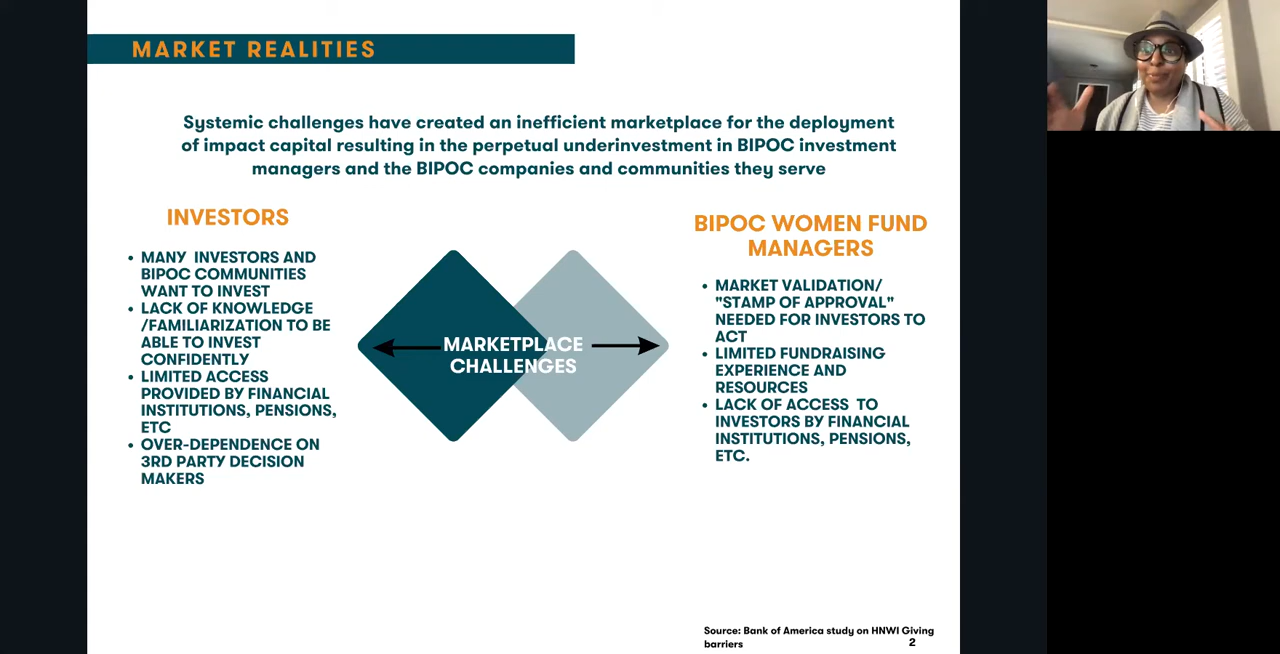 MARKET REALITIES
Systemic challenges have created an inefficient marketplace for the deployment
of impact capital resulting in the perpetual underinvestment in BIPOC investment
managers and the BIPOC companies and communities they serve
INVESTORS
• MANY INVESTORS AND
BIPOC COMMUNITIES
WANT TO INVEST
• LACK OF KNOWLEDGE
/FAMILIARIZATION TO BE
ABLE TO INVEST
CONFIDENTLY
• LIMITED ACCESS
PROVIDED BY FINANCIAL
INSTITUTIONS, PENSIONS,
ETC
• OVER-DEPENDENCE ON
3RD PARTY DECISION
MAKERS
MARKETPLACE
CHALLENGES
BIPOC WOMEN FUND
MANAGERS
• MARKET VALIDATION/
"STAMP OF APPROVAL"
NEEDED FOR INVESTORS TO
ACT
• LIMITED FUNDRAISING
EXPERIENCE AND
RESOURCES
• LACK OF ACCESS TO
INVESTORS BY FINANCIAL
INSTITUTIONS, PENSIONS,
ETC.
Source: Bank of America study on HNWI Giving
barriers
2